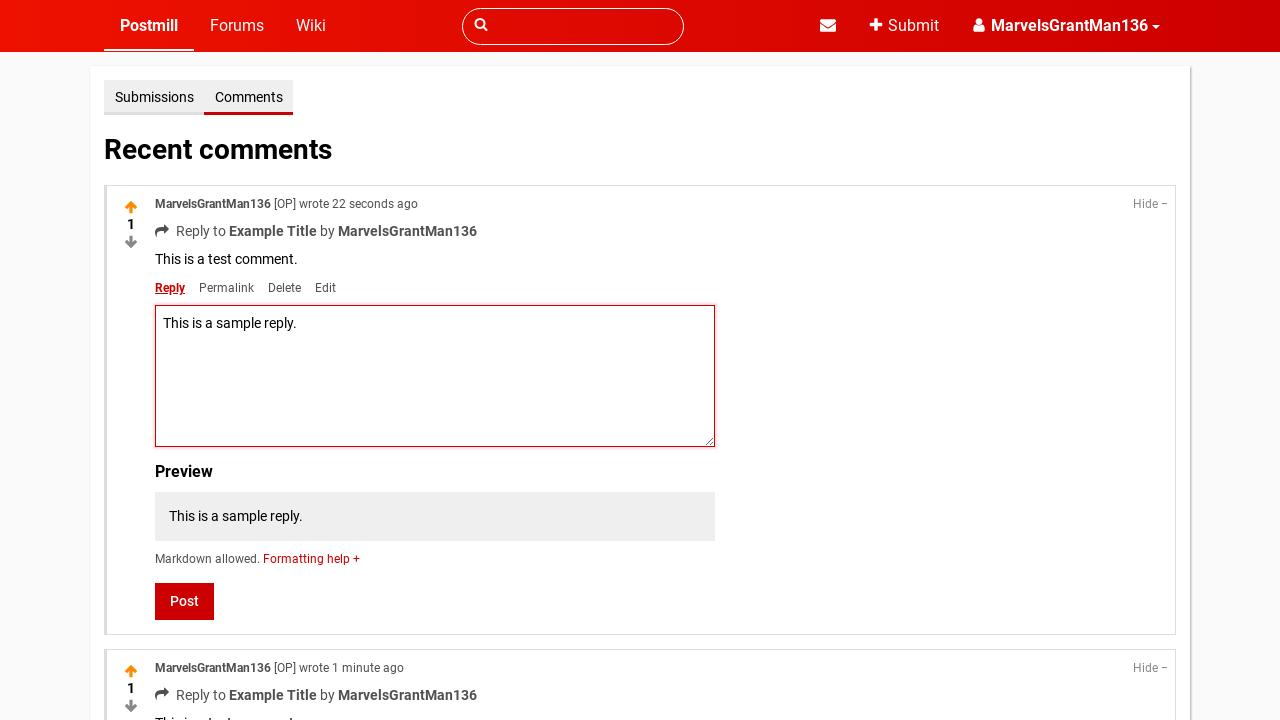 Postmill Forums Wiki Submit MarvelsGrantMan136
Submissions Comments
Recent comments
MarvelsGrantMan136 [OP] wrote 22 seconds ago Hide −
1
Reply to Example Title by MarvelsGrantMan136
This is a test comment.
Reply Permalink Delete Edit
This is a sample reply.
Preview
This is a sample reply.
Markdown allowed. Formatting help +
Post
MarvelsGrantMan136 [OP] wrote 1 minute ago Hide −
1
Reply to Example Title by MarvelsGrantMan136